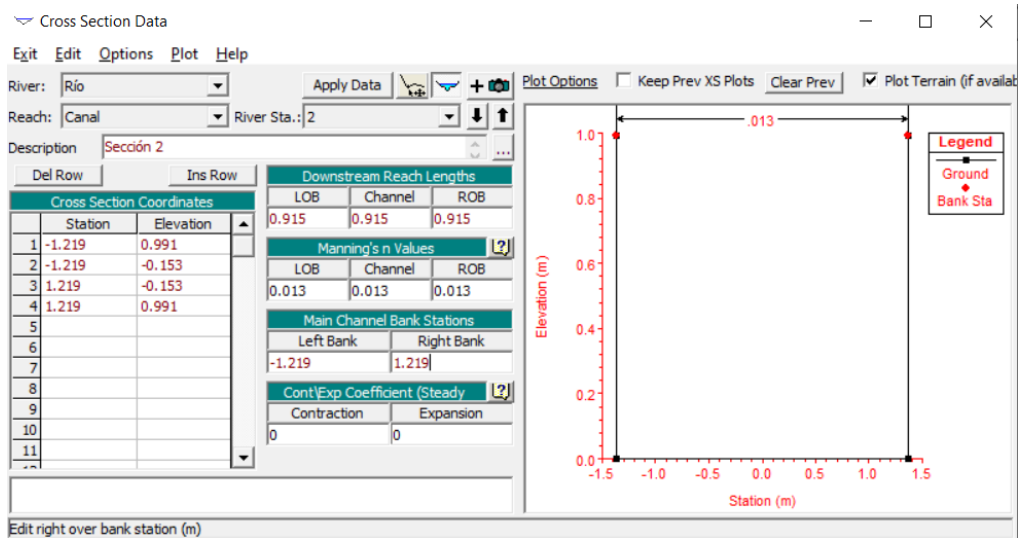 Cross Section Data
Exit Edit Options Plot Help
River: Río Apply Data
Reach: Canal River Sta.: 2
Description Sección 2 ...
Del Row Ins Row
Cross Section Coordinates
Station Elevation
1 -1.219 0.991
2 -1.219 -0.153
3 1.219 -0.153
4 1.219 0.991
5
6
7
8
9
10
11
Downstream Reach Lengths
LOB Channel ROB
0.915 0.915 0.915
Manning's n Values
LOB Channel ROB
0.013 0.013 0.013
Main Channel Bank Stations
Left Bank Right Bank
-1.219 1.219
Cont\Exp Coefficient (Steady
Contraction Expansion
0 0
Edit right over bank station (m)
Plot Options Keep Prev XS Plots Clear Prev Plot Terrain (if availab
.013
1.0
0.8
0.6
0.4
0.2
0.0
Elevation (m)
-1.5 -1.0 -0.5 0.0 0.5 1.0 1.5
Station (m)
Legend
Ground
Bank Sta